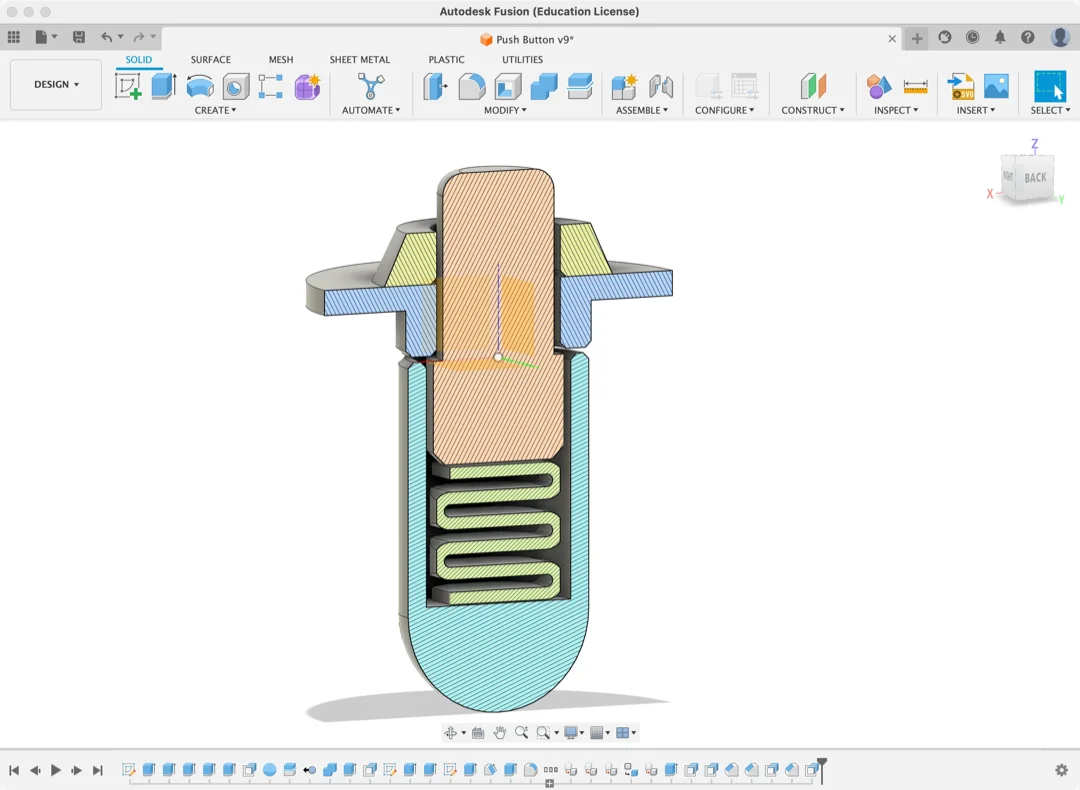 Autodesk Fusion (Education License)
Push Button v9*
SOLID SURFACE MESH SHEET METAL PLASTIC UTILITIES
DESIGN
CREATE AUTOMATE MODIFY ASSEMBLE CONFIGURE CONSTRUCT INSPECT INSERT SELECT
SVG
Z
RIGHT BACK
X Y